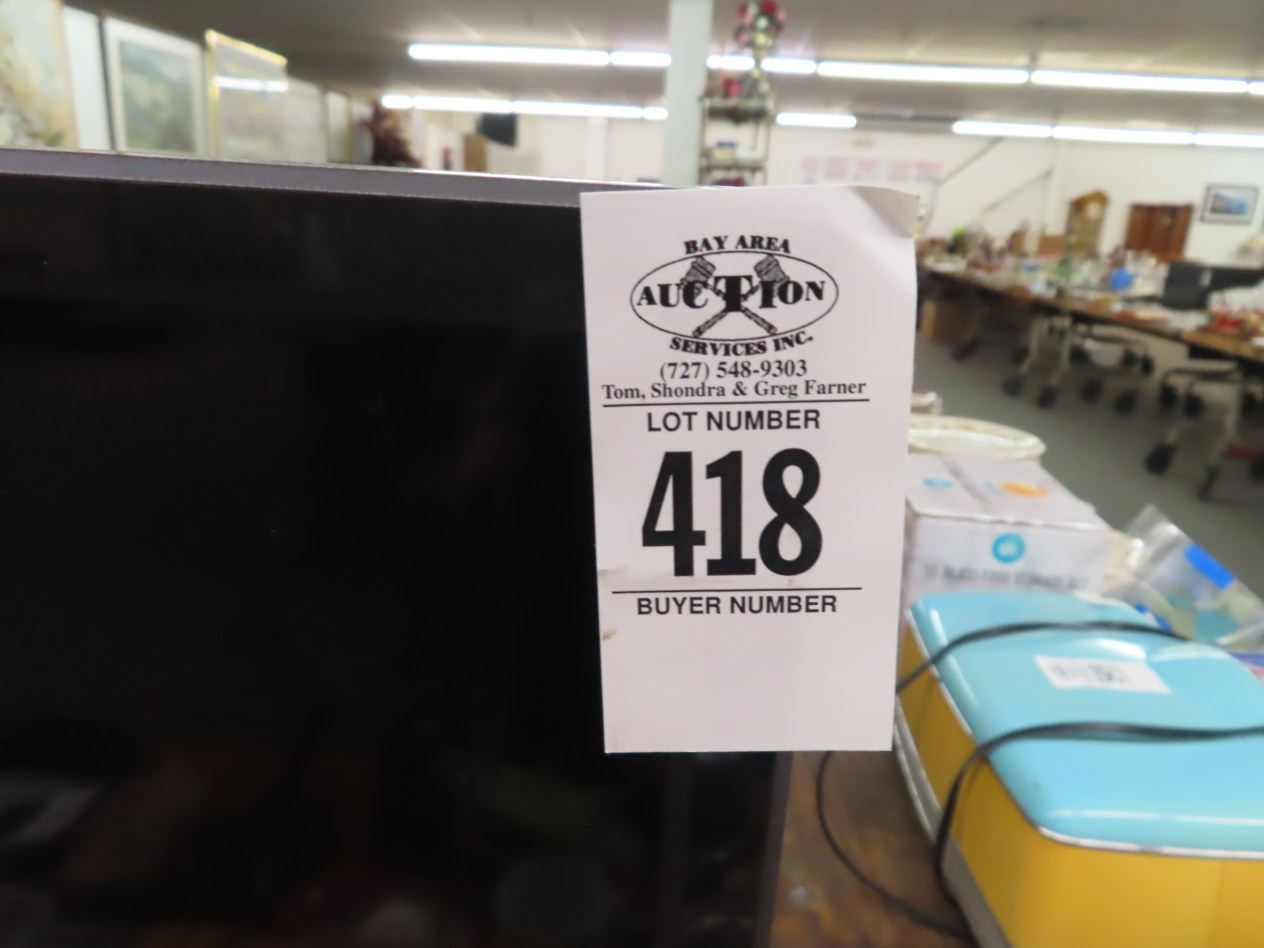 BAY AREA
AUCTION
SERVICES INC.
(727) 548-9303
Tom, Shondra & Greg Farner
LOT NUMBER
418
BUYER NUMBER